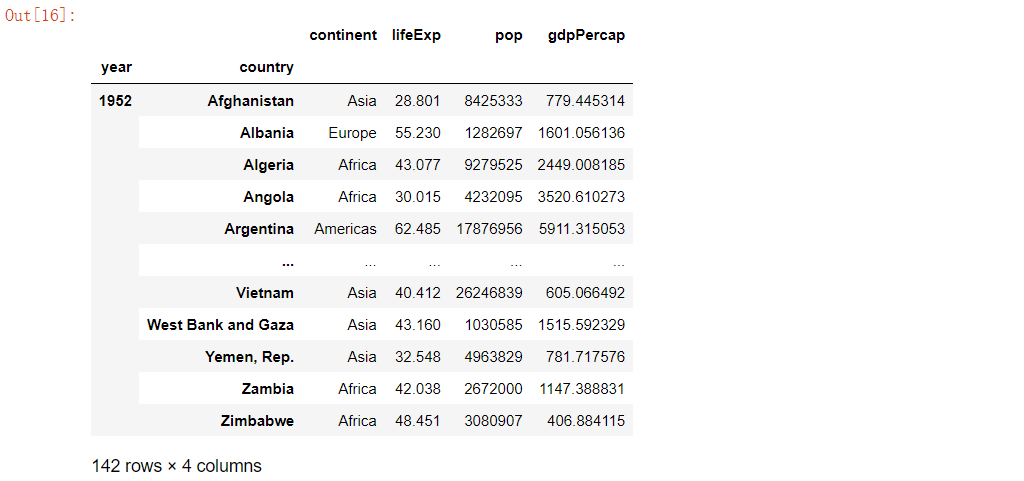 Out[16]:
continent lifeExp pop gdpPercap
year country
1952 Afghanistan Asia 28.801 8425333 779.445314
Albania Europe 55.230 1282697 1601.056136
Algeria Africa 43.077 9279525 2449.008185
Angola Africa 30.015 4232095 3520.610273
Argentina Americas 62.485 17876956 5911.315053
... ... ... ... ...
Vietnam Asia 40.412 26246839 605.066492
West Bank and Gaza Asia 43.160 1030585 1515.592329
Yemen, Rep. Asia 32.548 4963829 781.717576
Zambia Africa 42.038 2672000 1147.388831
Zimbabwe Africa 48.451 3080907 406.884115
142 rows × 4 columns